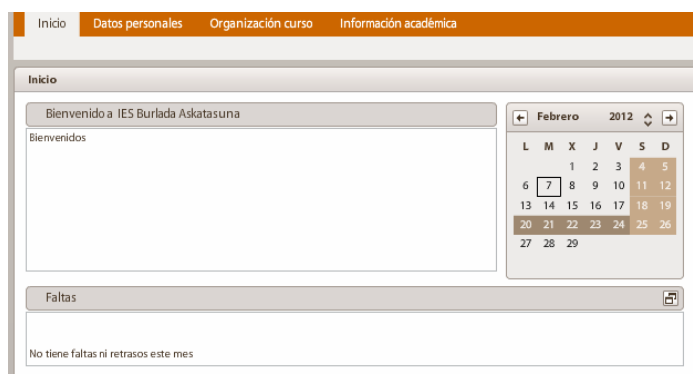 Inicio Datos personales Organización curso Información académica
Inicio
Bienvenido a IES Burlada Askatasuna
Bienvenidos
Febrero 2012
L M X J V S D
1 2 3 4 5
6 7 8 9 10 11 12
13 14 15 16 17 18 19
20 21 22 23 24 25 26
27 28 29
Faltas
No tiene faltas ni retrasos este mes